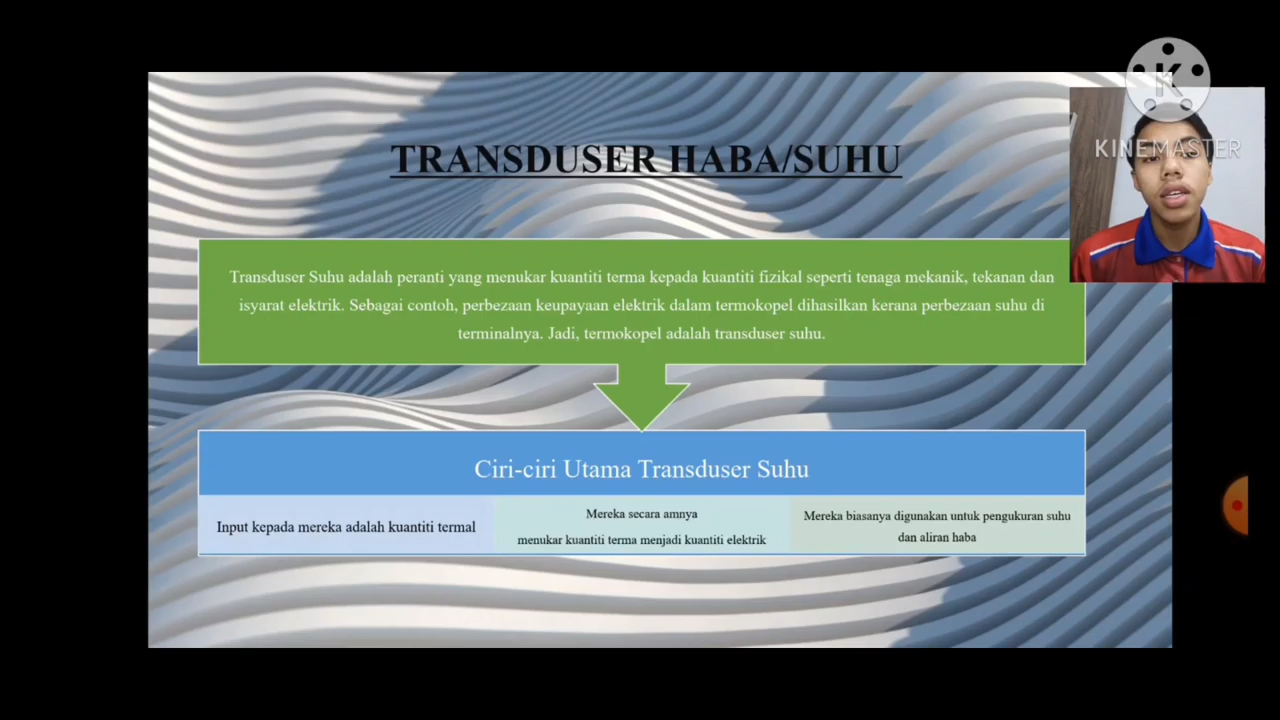 K
KINEMASTER
TRANSDUSER HABA/SUHU
Transduser Suhu adalah peranti yang menukar kuantiti terma kepada kuantiti fizikal seperti tenaga mekanik, tekanan dan
isyarat elektrik. Sebagai contoh, perbezaan keupayaan elektrik dalam termokopel dihasilkan kerana perbezaan suhu di
terminalnya. Jadi, termokopel adalah transduser suhu.
Ciri-ciri Utama Transduser Suhu
Input kepada mereka adalah kuantiti termal
Mereka secara amnya
menukar kuantiti terma menjadi kuantiti elektrik
Mereka biasanya digunakan untuk pengukuran suhu
dan aliran haba